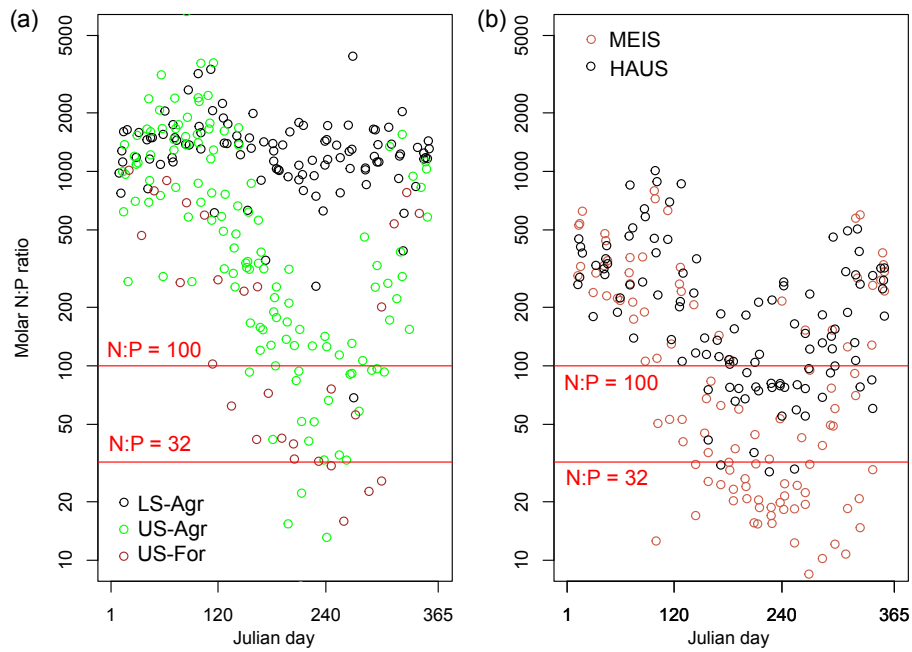 (a)
Molar N:P ratio
5000
2000
1000
500
200
100
50
20
10
N:P = 100
N:P = 32
LS-Agr
US-Agr
US-For
1 120 240 365
Julian day
(b)
MEIS
HAUS
5000
2000
1000
500
200
100
50
20
10
N:P = 100
N:P = 32
1 120 240 365
Julian day